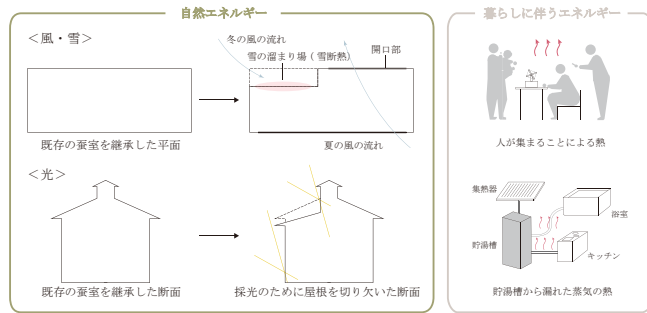 自然エネルギー
＜風・雪＞
冬の風の流れ
雪の溜まり場（雪断熱）
開口部
既存の蚕室を継承した平面
夏の風の流れ
＜光＞
既存の蚕室を継承した断面
採光のために屋根を切り欠いた断面
暮らしに伴うエネルギー
人が集まることによる熱
集熱器
浴室
貯湯槽
キッチン
貯湯槽から漏れた蒸気の熱